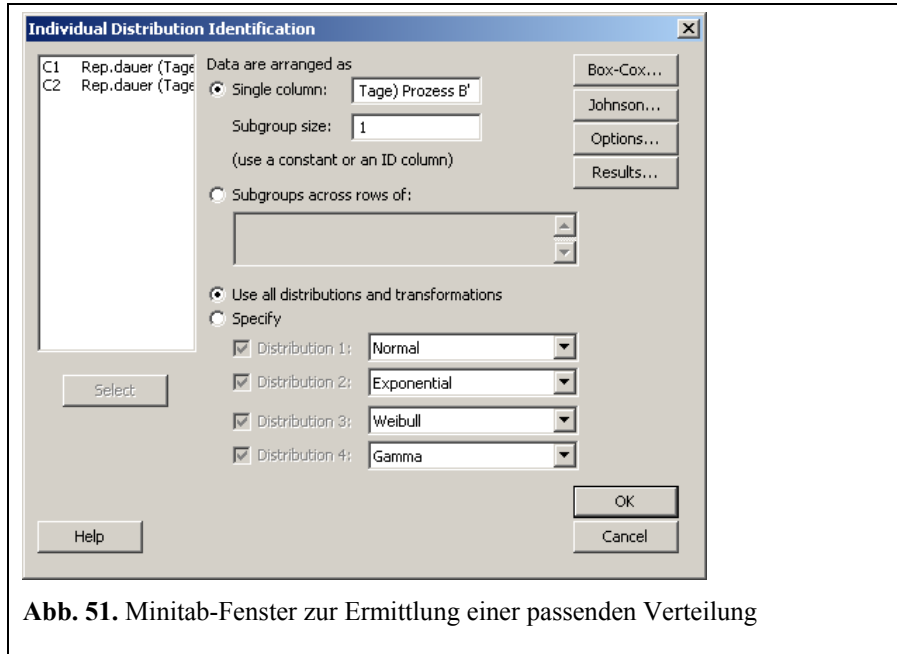 Individual Distribution Identification
C1 Rep.dauer (Tage
C2 Rep.dauer (Tage
Data are arranged as
Single column: Tage) Prozess B'
Subgroup size: 1
(use a constant or an ID column)
Subgroups across rows of:
Use all distributions and transformations
Specify
Distribution 1: Normal
Distribution 2: Exponential
Distribution 3: Weibull
Distribution 4: Gamma
Box-Cox...
Johnson...
Options...
Results...
Select
OK
Help
Cancel
Abb. 51. Minitab-Fenster zur Ermittlung einer passenden Verteilung